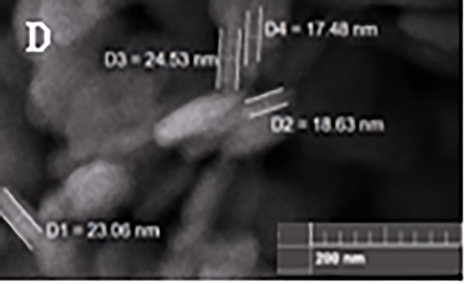 D
D4 = 17.48 nm
D3 = 24.53 nm
D2 = 18.63 nm
D1 = 23.06 nm
200 nm